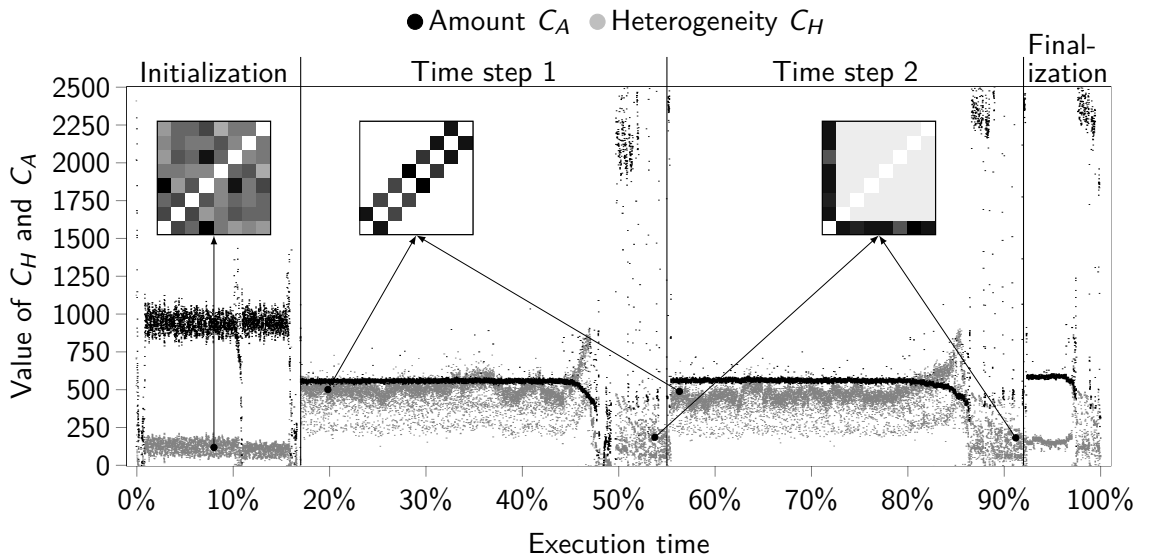 Amount C_A Heterogeneity C_H
Final-
Initialization Time step 1 Time step 2 ization
2500
2250
2000
1750
1500
1250
1000
750
500
250
0
Value of C_H and C_A
0% 10% 20% 30% 40% 50% 60% 70% 80% 90% 100%
Execution time